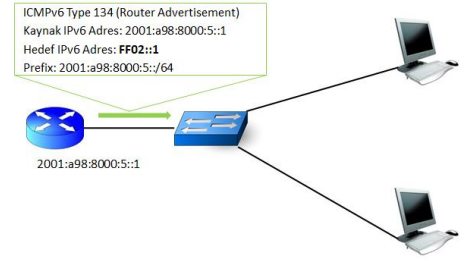 ICMPv6 Type 134 (Router Advertisement)
Kaynak IPv6 Adres: 2001:a98:8000:5::1
Hedef IPv6 Adres: FF02::1
Prefix: 2001:a98:8000:5::/64
2001:a98:8000:5::1